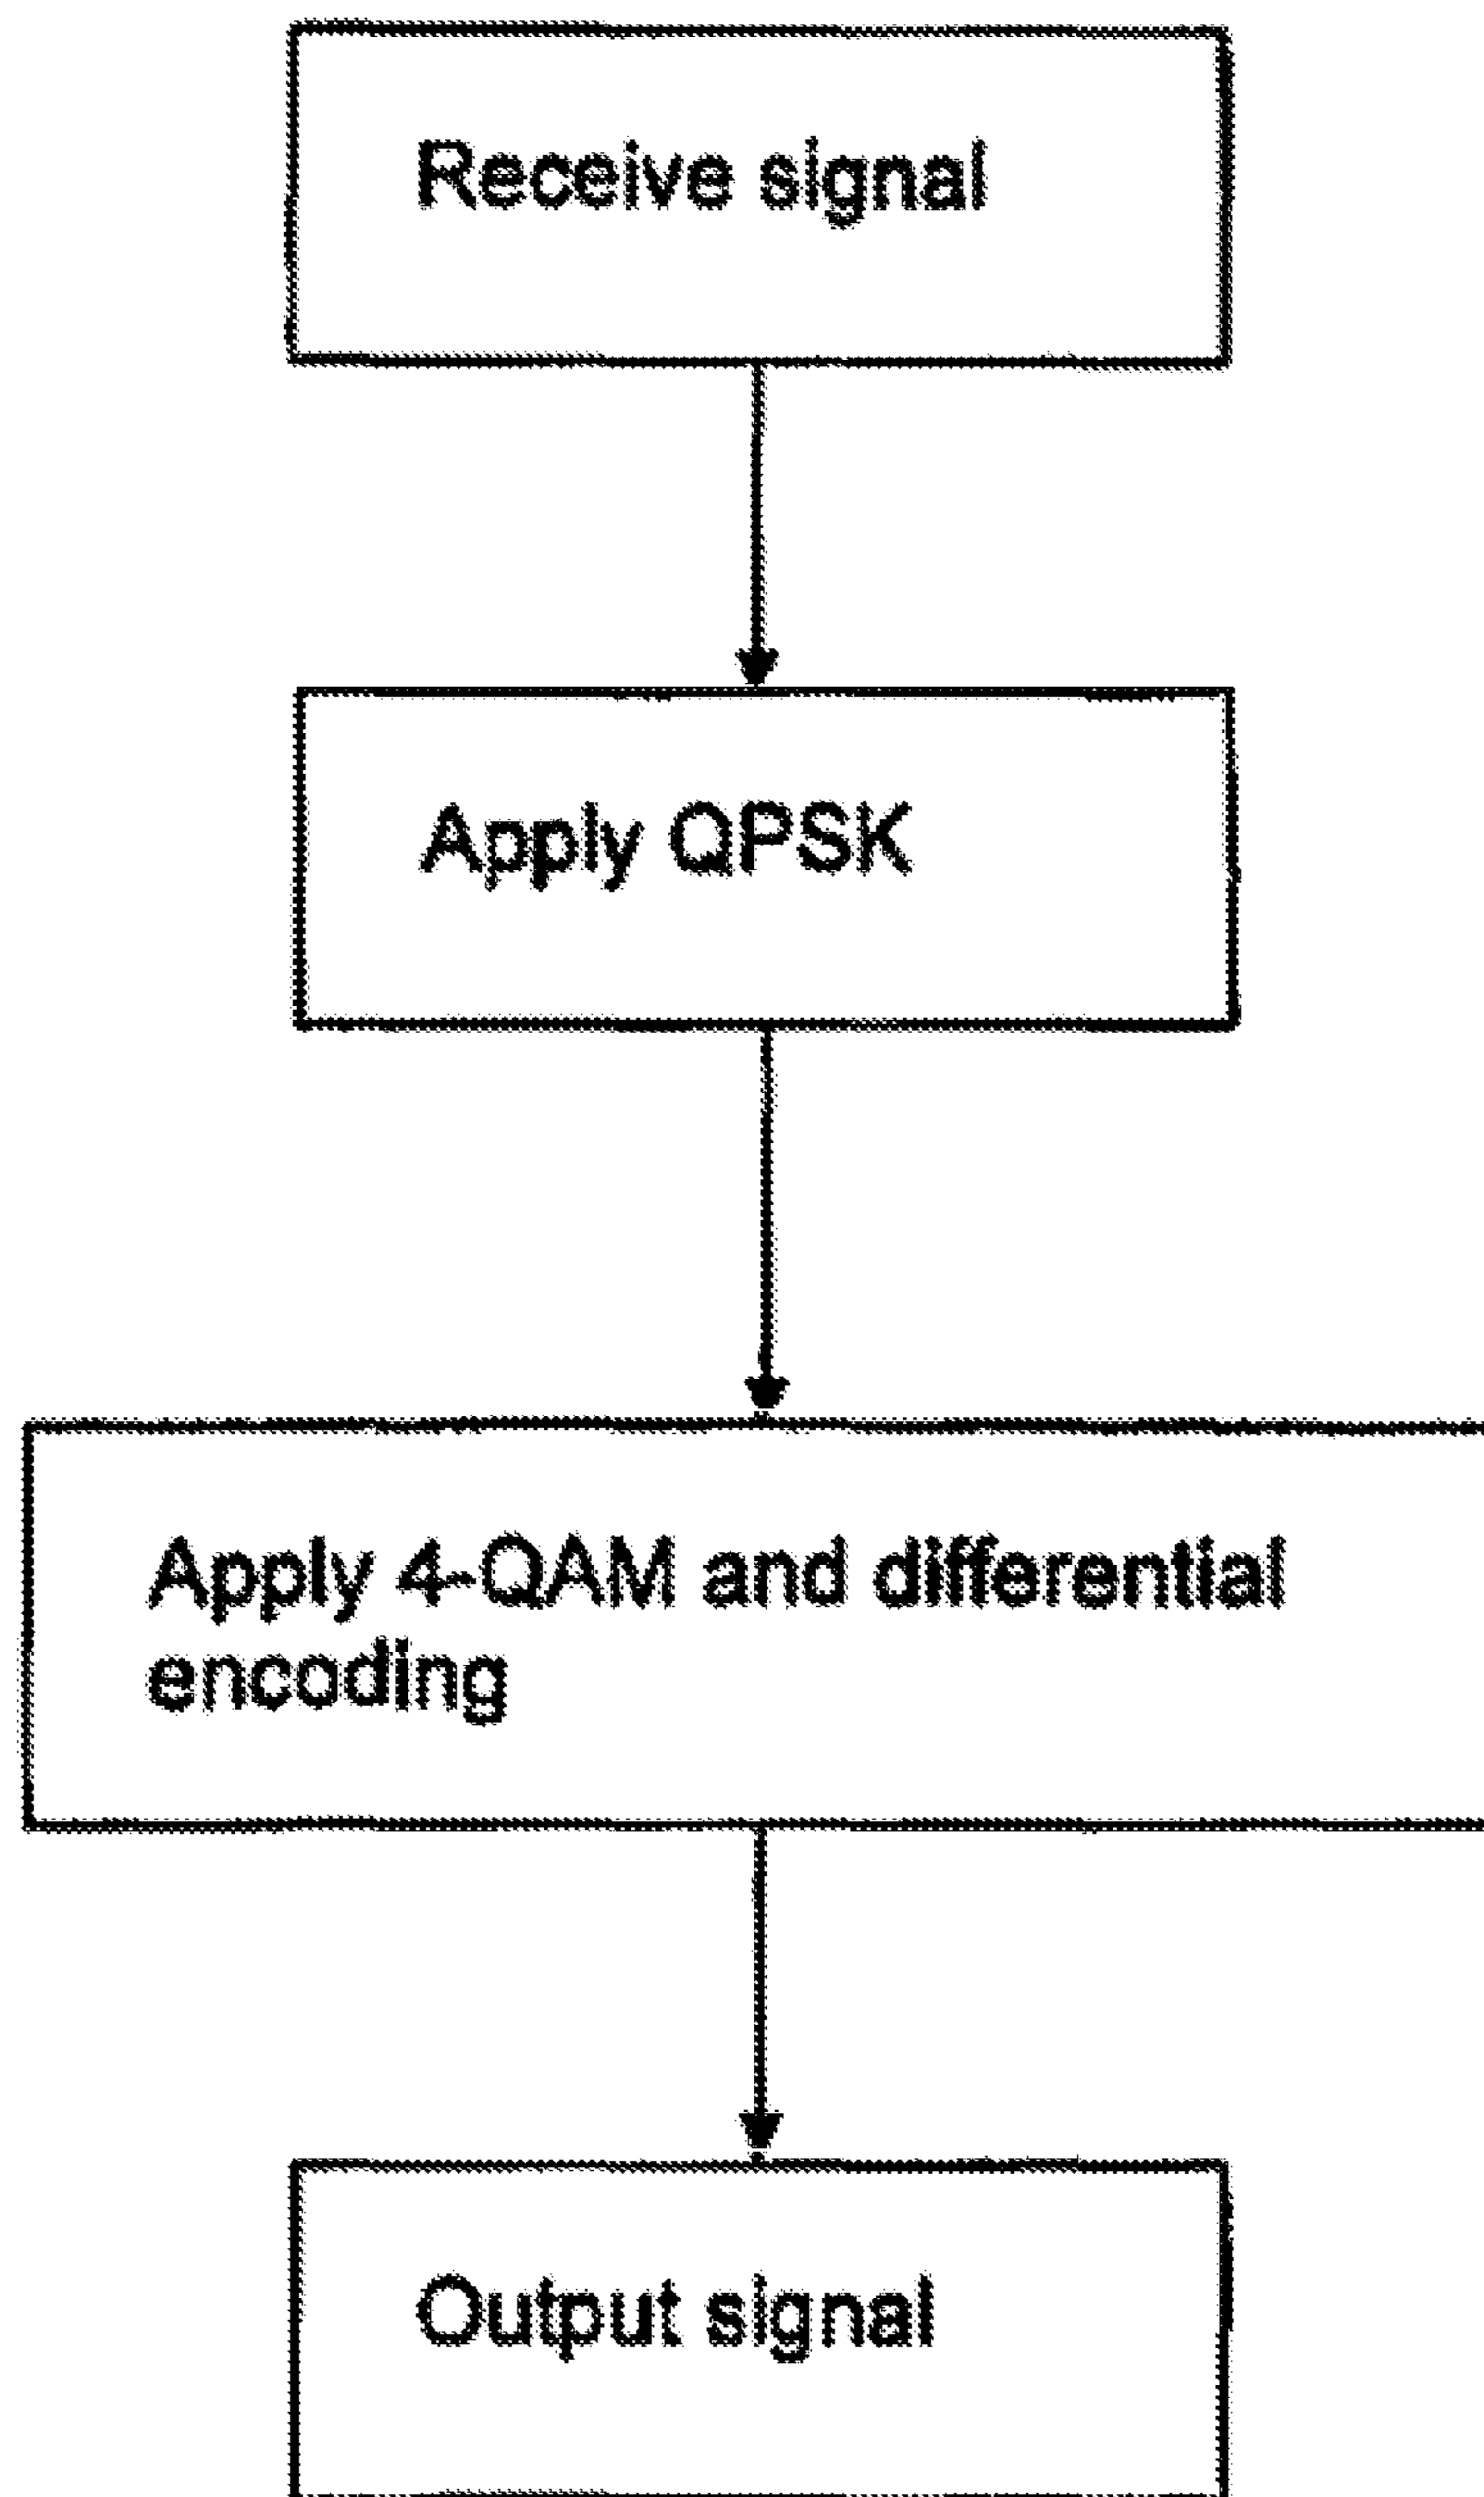 Receive signal
Apply QPSK
Apply 4-QAM and differential
encoding
Output signal